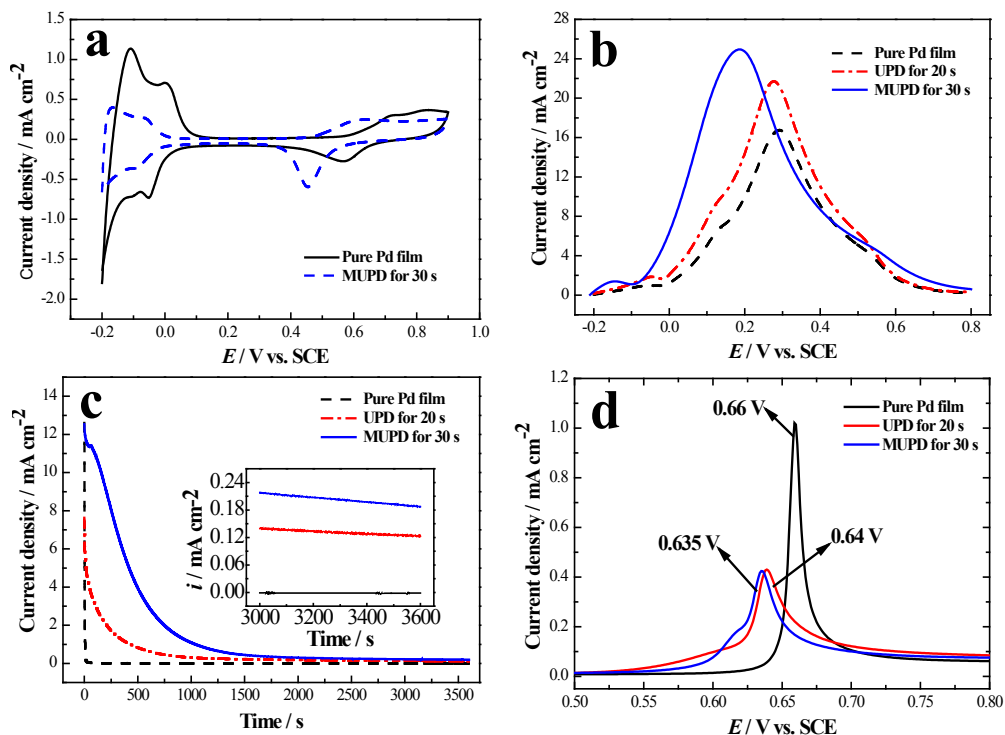 a
1.5
1.0
0.5
0.0
0.5
1.0
1.5
2.0
Current density / mA cm-2
Pure Pd film
MUPD for 30 s
-0.2
0.0
0.2
0.4
0.6
0.8
1.0
E / V vs. SCE
b
28
24
20
16
12
8
4
0
Current density / mA cm-2
Pure Pd film
UPD for 20 s
MUPD for 30 s
-0.2
0.0
0.2
0.4
0.6
0.8
E / V vs. SCE
c
14
12
10
8
6
4
2
0
Current density / mA cm-2
Pure Pd film
UPD for 20 s
MUPD for 30 s
0.24
0.18
0.12
0.06
0.00
i / mA cm-2
3000
3200
3400
3600
Time / s
0
500
1000
1500
2000
2500
3000
3500
Time / s
d
1.2
1.0
0.8
0.6
0.4
0.2
0.0
Current density / mA cm-2
Pure Pd film
UPD for 20 s
MUPD for 30 s
0.66 V
0.635 V
0.64 V
0.50
0.55
0.60
0.65
0.70
0.75
0.80
E / V vs. SCE